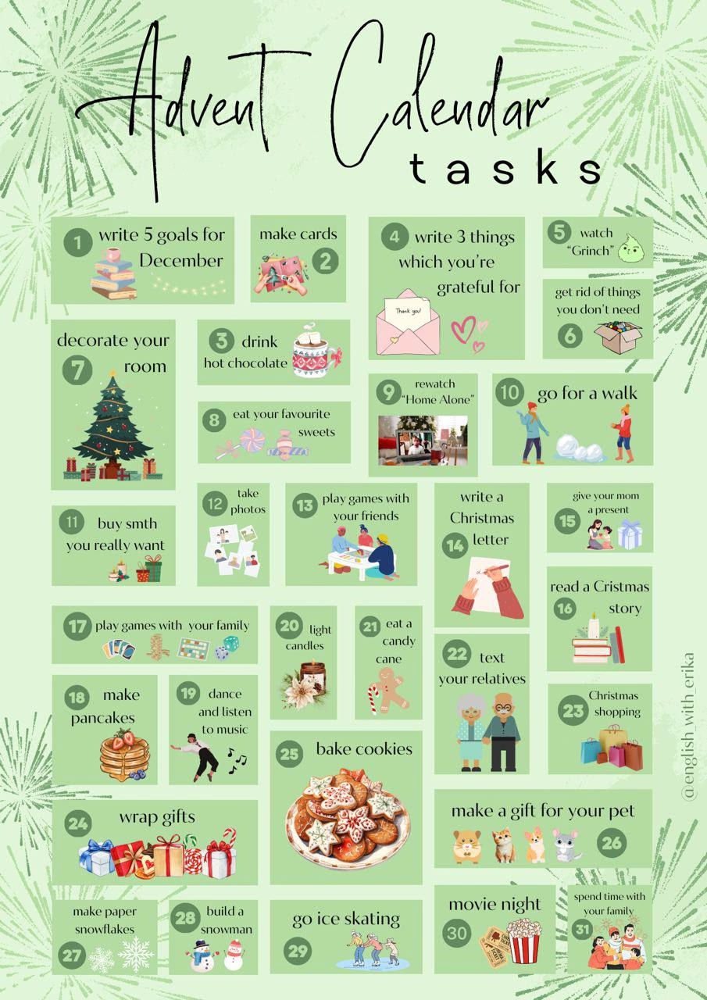 Advent Calendar
tasks
1 write 5 goals for
December
make cards
2
4 write 3 things
which you're
grateful for
Thank you!
5 watch
“Grinch”
get rid of things
you don't need
6
decorate your
7 room
3 drink
hot chocolate
8 eat your favourite
sweets
9 rewatch
“Home Alone”
10 go for a walk
11 buy smth
you really want
12 take
photos
13 play games with
your friends
write a
Christmas
14 letter
give your mom
15 a present
read a Cristmas
16 story
17 play games with your family
20 light
candles
21 eat a
candy
cane
22 text
your relatives
18 make
pancakes
19 dance
and listen
to music
23 Christmas
shopping
25 bake cookies
24 wrap gifts
make a gift for your pet
26
make paper
snowflakes
27
28 build a
snowman
go ice skating
29
movie night
30
spend time with
your family
31
@english_with_erika